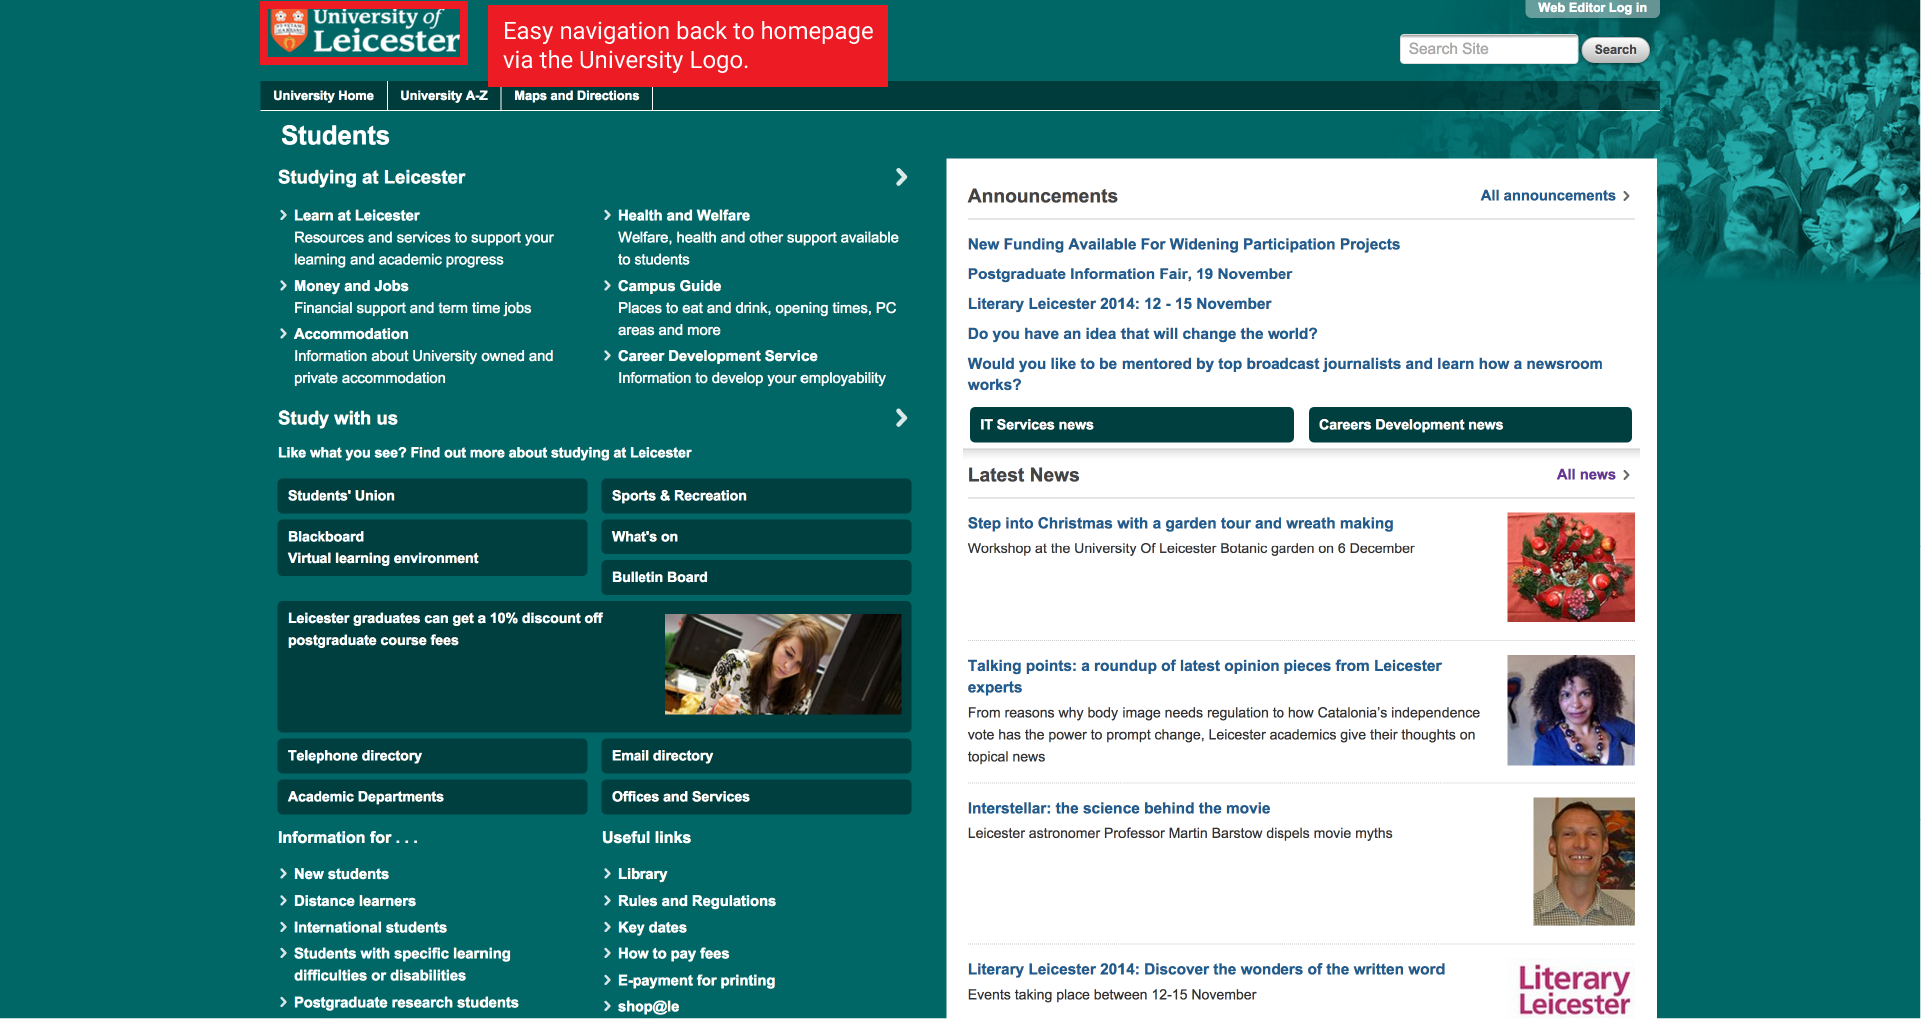 University of
Leicester
Easy navigation back to homepage
via the University Logo.
Web Editor Log in
Search Site
Search
University Home
University A-Z
Maps and Directions
Students
Studying at Leicester
Learn at Leicester
Resources and services to support your
learning and academic progress
Money and Jobs
Financial support and term time jobs
Accommodation
Information about University owned and
private accommodation
Health and Welfare
Welfare, health and other support available
to students
Campus Guide
Places to eat and drink, opening times, PC
areas and more
Career Development Service
Information to develop your employability
Study with us
Like what you see? Find out more about studying at Leicester
Students' Union
Blackboard
Virtual learning environment
Sports & Recreation
What's on
Bulletin Board
Leicester graduates can get a 10% discount off
postgraduate course fees
Telephone directory
Email directory
Academic Departments
Offices and Services
Information for . . .
New students
Distance learners
International students
Students with specific learning
difficulties or disabilities
Postgraduate research students
Useful links
Library
Rules and Regulations
Key dates
How to pay fees
E-payment for printing
shop@le
Announcements
All announcements
New Funding Available For Widening Participation Projects
Postgraduate Information Fair, 19 November
Literary Leicester 2014: 12 - 15 November
Do you have an idea that will change the world?
Would you like to be mentored by top broadcast journalists and learn how a newsroom
works?
IT Services news
Careers Development news
Latest News
All news
Step into Christmas with a garden tour and wreath making
Workshop at the University Of Leicester Botanic garden on 6 December
Talking points: a roundup of latest opinion pieces from Leicester
experts
From reasons why body image needs regulation to how Catalonia's independence
vote has the power to prompt change, Leicester academics give their thoughts on
topical news
Interstellar: the science behind the movie
Leicester astronomer Professor Martin Barstow dispels movie myths
Literary Leicester 2014: Discover the wonders of the written word
Events taking place between 12-15 November
Literary
Leicester